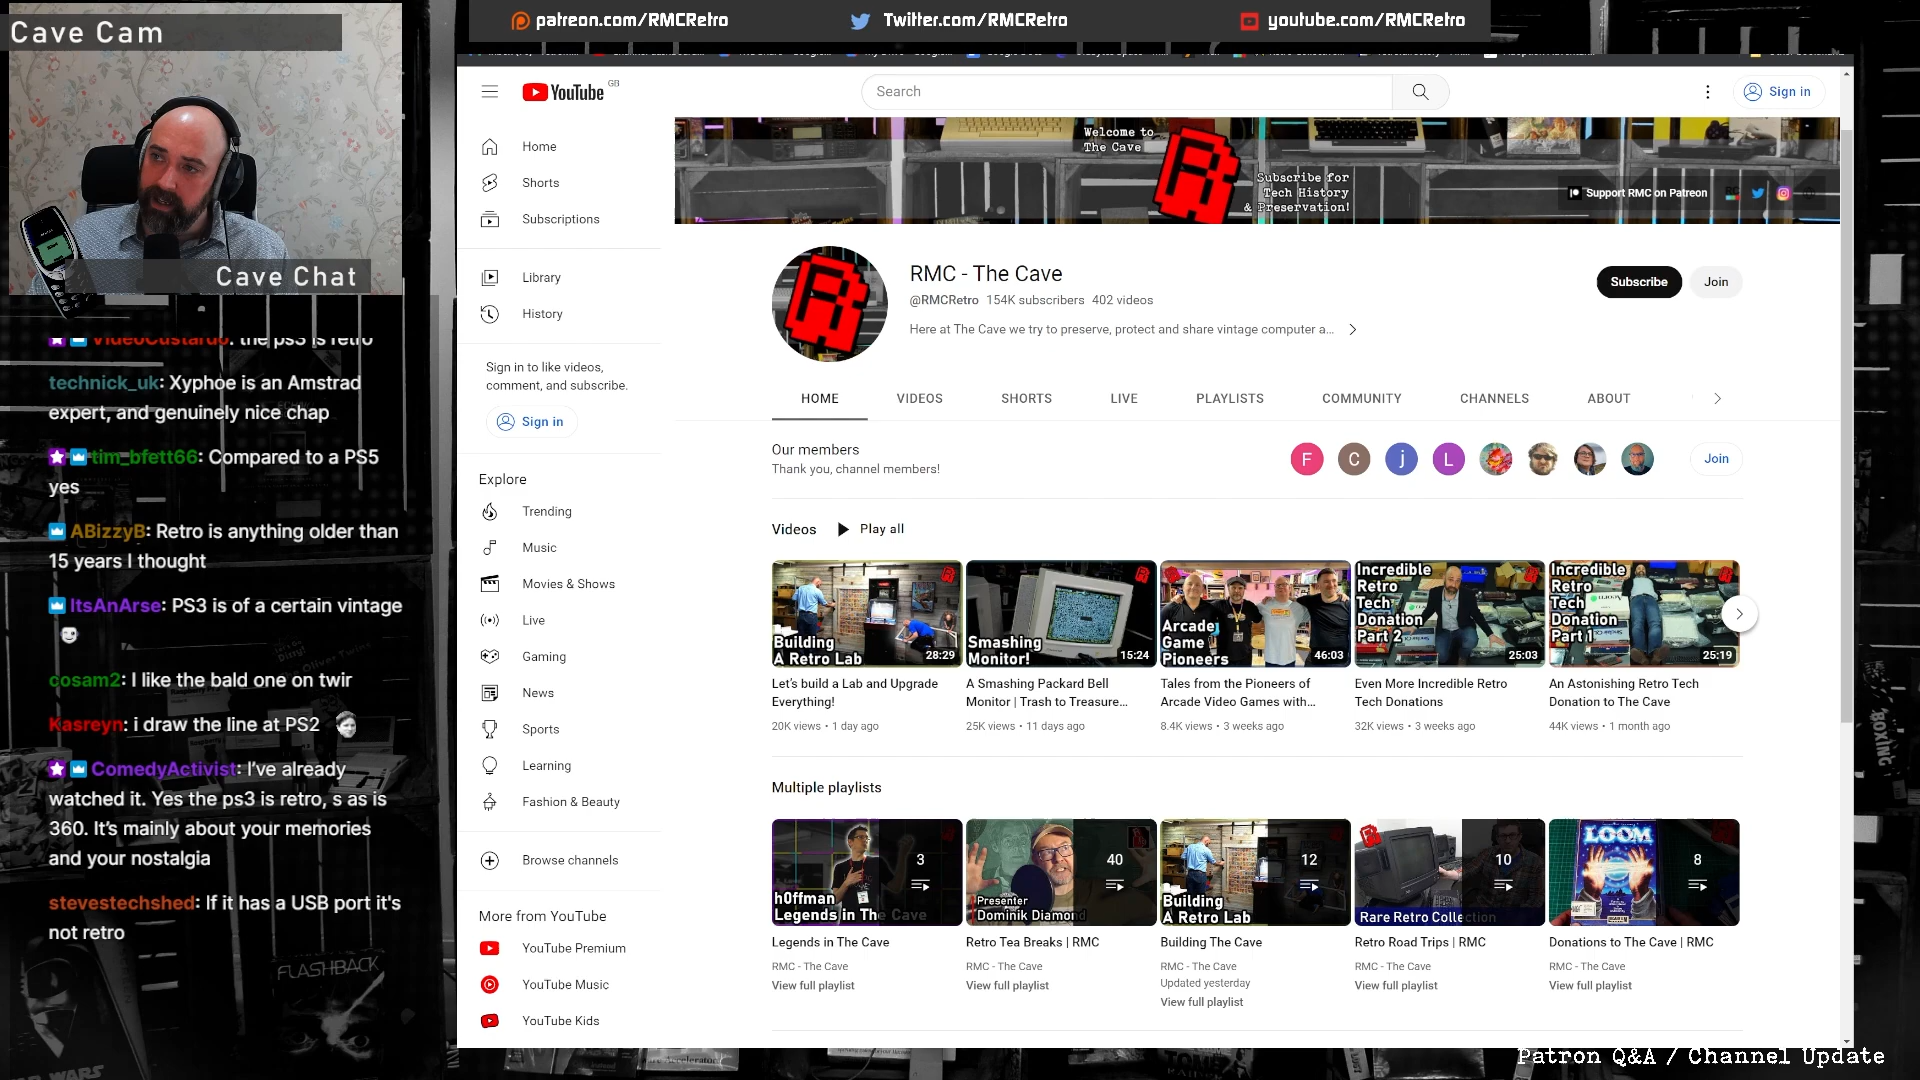 Cave Cam
patreon.com/RMCRetro
Twitter.com/RMCRetro
youtube.com/RMCRetro
Cave Chat
VideoCustard: the ps3 is retro
technick_uk: Xyphoe is an Amstrad
expert, and genuinely nice chap
tim_bfett66: Compared to a PS5
yes
ABizzyB: Retro is anything older than
15 years I thought
ItsAnArse: PS3 is of a certain vintage
cosam2: I like the bald one on twir
Kasreyn: i draw the line at PS2
ComedyActivist: I've already
watched it. Yes the ps3 is retro, s as is
360. It's mainly about your memories
and your nostalgia
stevestechshed: If it has a USB port it's
not retro
FLASHBACK
YouTube GB
Search
Sign in
Home
Shorts
Subscriptions
Library
History
Sign in to like videos,
comment, and subscribe.
Sign in
Explore
Trending
Music
Movies & Shows
Live
Gaming
News
Sports
Learning
Fashion & Beauty
Browse channels
More from YouTube
YouTube Premium
YouTube Music
YouTube Kids
Welcome to
The Cave
Subscribe for
Tech History
& Preservation!
Support RMC on Patreon
RMC - The Cave
@RMCRetro 154K subscribers 402 videos
Here at The Cave we try to preserve, protect and share vintage computer a...
Subscribe
Join
HOME
VIDEOS
SHORTS
LIVE
PLAYLISTS
COMMUNITY
CHANNELS
ABOUT
Our members
Thank you, channel members!
F
C
j
L
Join
Videos
Play all
Building
A Retro Lab
28:29
Smashing
Monitor!
15:24
Arcade
Game
Pioneers
46:03
Incredible
Retro
Tech
Donation
Part 2
25:03
Incredible
Retro
Tech
Donation
Part 1
25:19
Let's build a Lab and Upgrade
Everything!
20K views • 1 day ago
A Smashing Packard Bell
Monitor | Trash to Treasure...
25K views • 11 days ago
Tales from the Pioneers of
Arcade Video Games with...
8.4K views • 3 weeks ago
Even More Incredible Retro
Tech Donations
32K views • 3 weeks ago
An Astonishing Retro Tech
Donation to The Cave
44K views • 1 month ago
Multiple playlists
h0ffman
Legends in The Cave
3
Presenter
Dominik Diamond
40
Building
A Retro Lab
12
Rare Retro Collection
10
LOOM
8
Legends in The Cave
RMC - The Cave
View full playlist
Retro Tea Breaks | RMC
RMC - The Cave
View full playlist
Building The Cave
RMC - The Cave
Updated yesterday
View full playlist
Retro Road Trips | RMC
RMC - The Cave
View full playlist
Donations to The Cave | RMC
RMC - The Cave
View full playlist
Patron Q&A / Channel Update